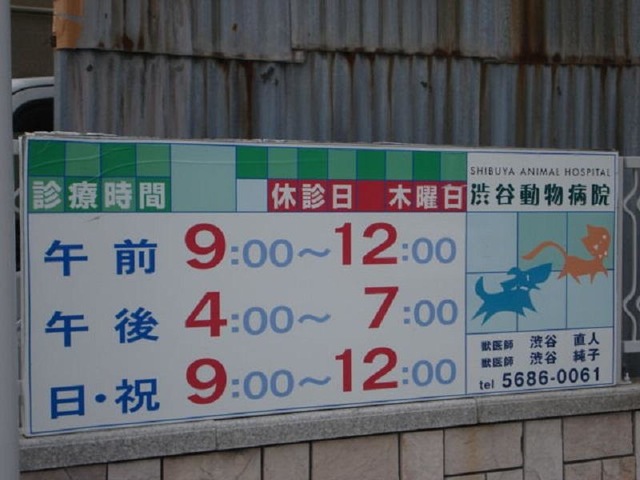 診療時間 休診日 木曜日
午前 9:00～12:00
午後 4:00～7:00
日・祝 9:00～12:00
SHIBUYA ANIMAL HOSPITAL
渋谷動物病院
獣医師 渋谷 直人
獣医師 渋谷 純子
tel 5686-0061